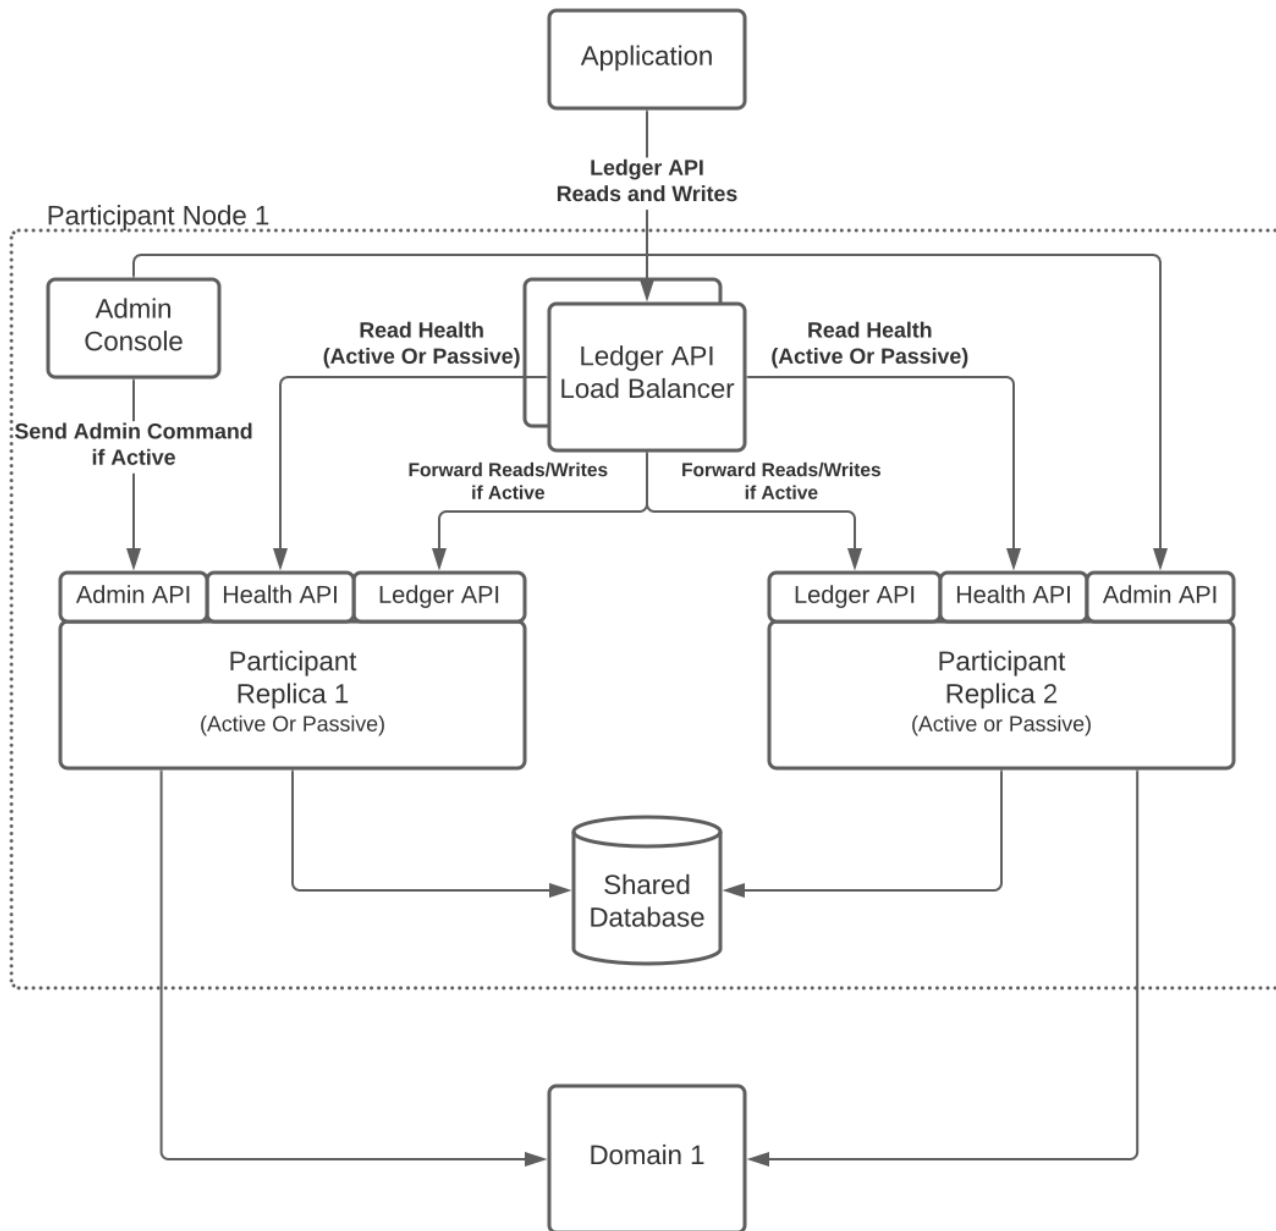 Application
Ledger API
Reads and Writes
Participant Node 1
Admin
Console
Read Health
(Active Or Passive)
Ledger API
Load Balancer
Read Health
(Active Or Passive)
Send Admin Command
if Active
Forward Reads/Writes
if Active
Forward Reads/Writes
if Active
Admin API
Health API
Ledger API
Ledger API
Health API
Admin API
Participant
Replica 1
(Active Or Passive)
Participant
Replica 2
(Active or Passive)
Shared
Database
Domain 1